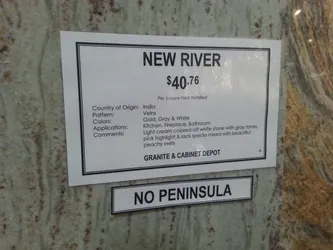 NEW RIVER
$40.76
Per Square Foot Installed
Country of Origin: India
Pattern: Veins
Colors: Gold, Gray & White
Applications: Kitchen, Fireplace, Bathroom
Comments: Light cream colored-off white stone with gray tones,
pick highlight & lack specks mixed with beautiful
peachy wells
GRANITE & CABINET DEPOT
NO PENINSULA